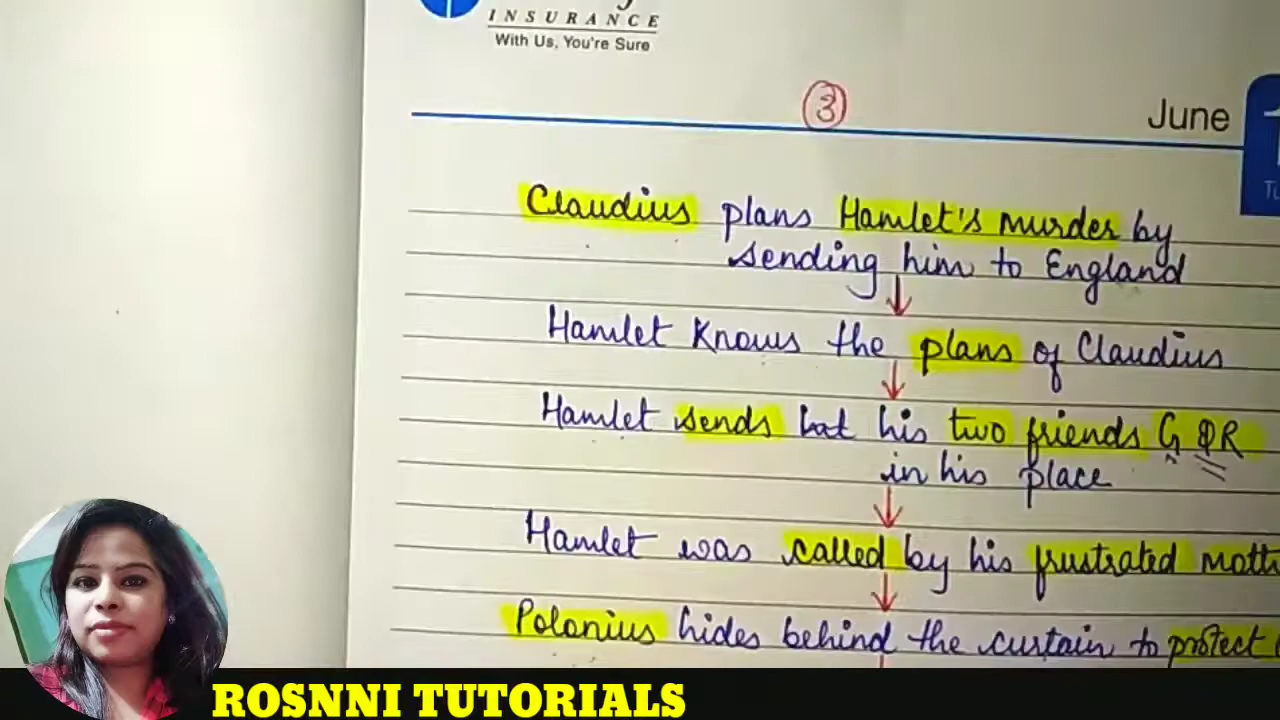 INSURANCE
With Us, You're Sure
3
June
Claudius plans Hamlet's murder by
sending him to England
Hamlet Knows the plans of Claudius
Hamlet sends his two friends G &R
in his place
Hamlet was called by his frustrated
Polonius hides behind the curtain to protect
ROSNNI TUTORIALS